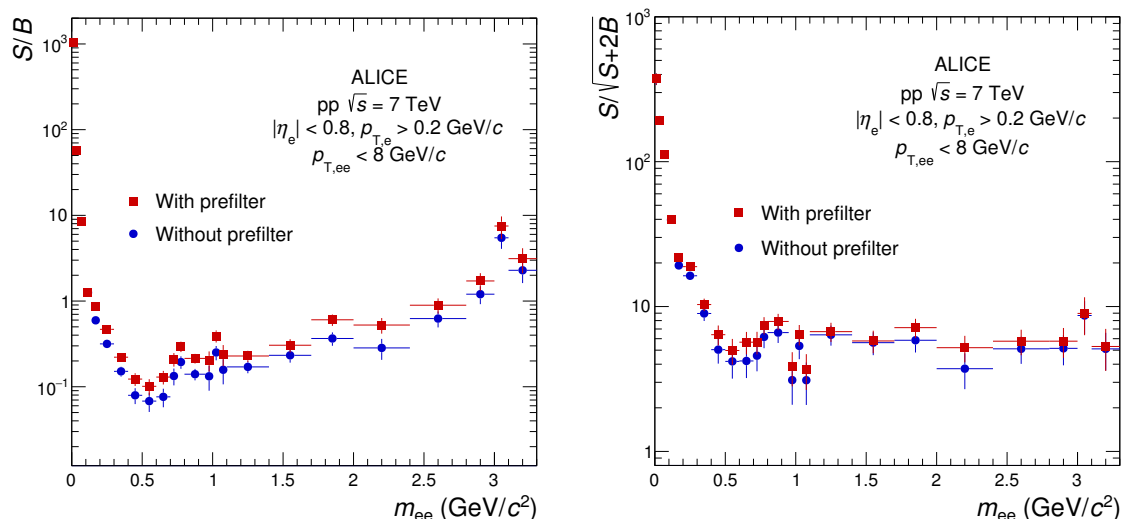 S/B
10³
10²
10
1
10⁻¹
ALICE
pp √s = 7 TeV
|ηₑ| < 0.8, p_T,e > 0.2 GeV/c
p_T,ee < 8 GeV/c
With prefilter
Without prefilter
0 0.5 1 1.5 2 2.5 3
m_ee (GeV/c²)
S/√S+2B
10³
10²
10
1
ALICE
pp √s = 7 TeV
|ηₑ| < 0.8, p_T,e > 0.2 GeV/c
p_T,ee < 8 GeV/c
With prefilter
Without prefilter
0 0.5 1 1.5 2 2.5 3
m_ee (GeV/c²)